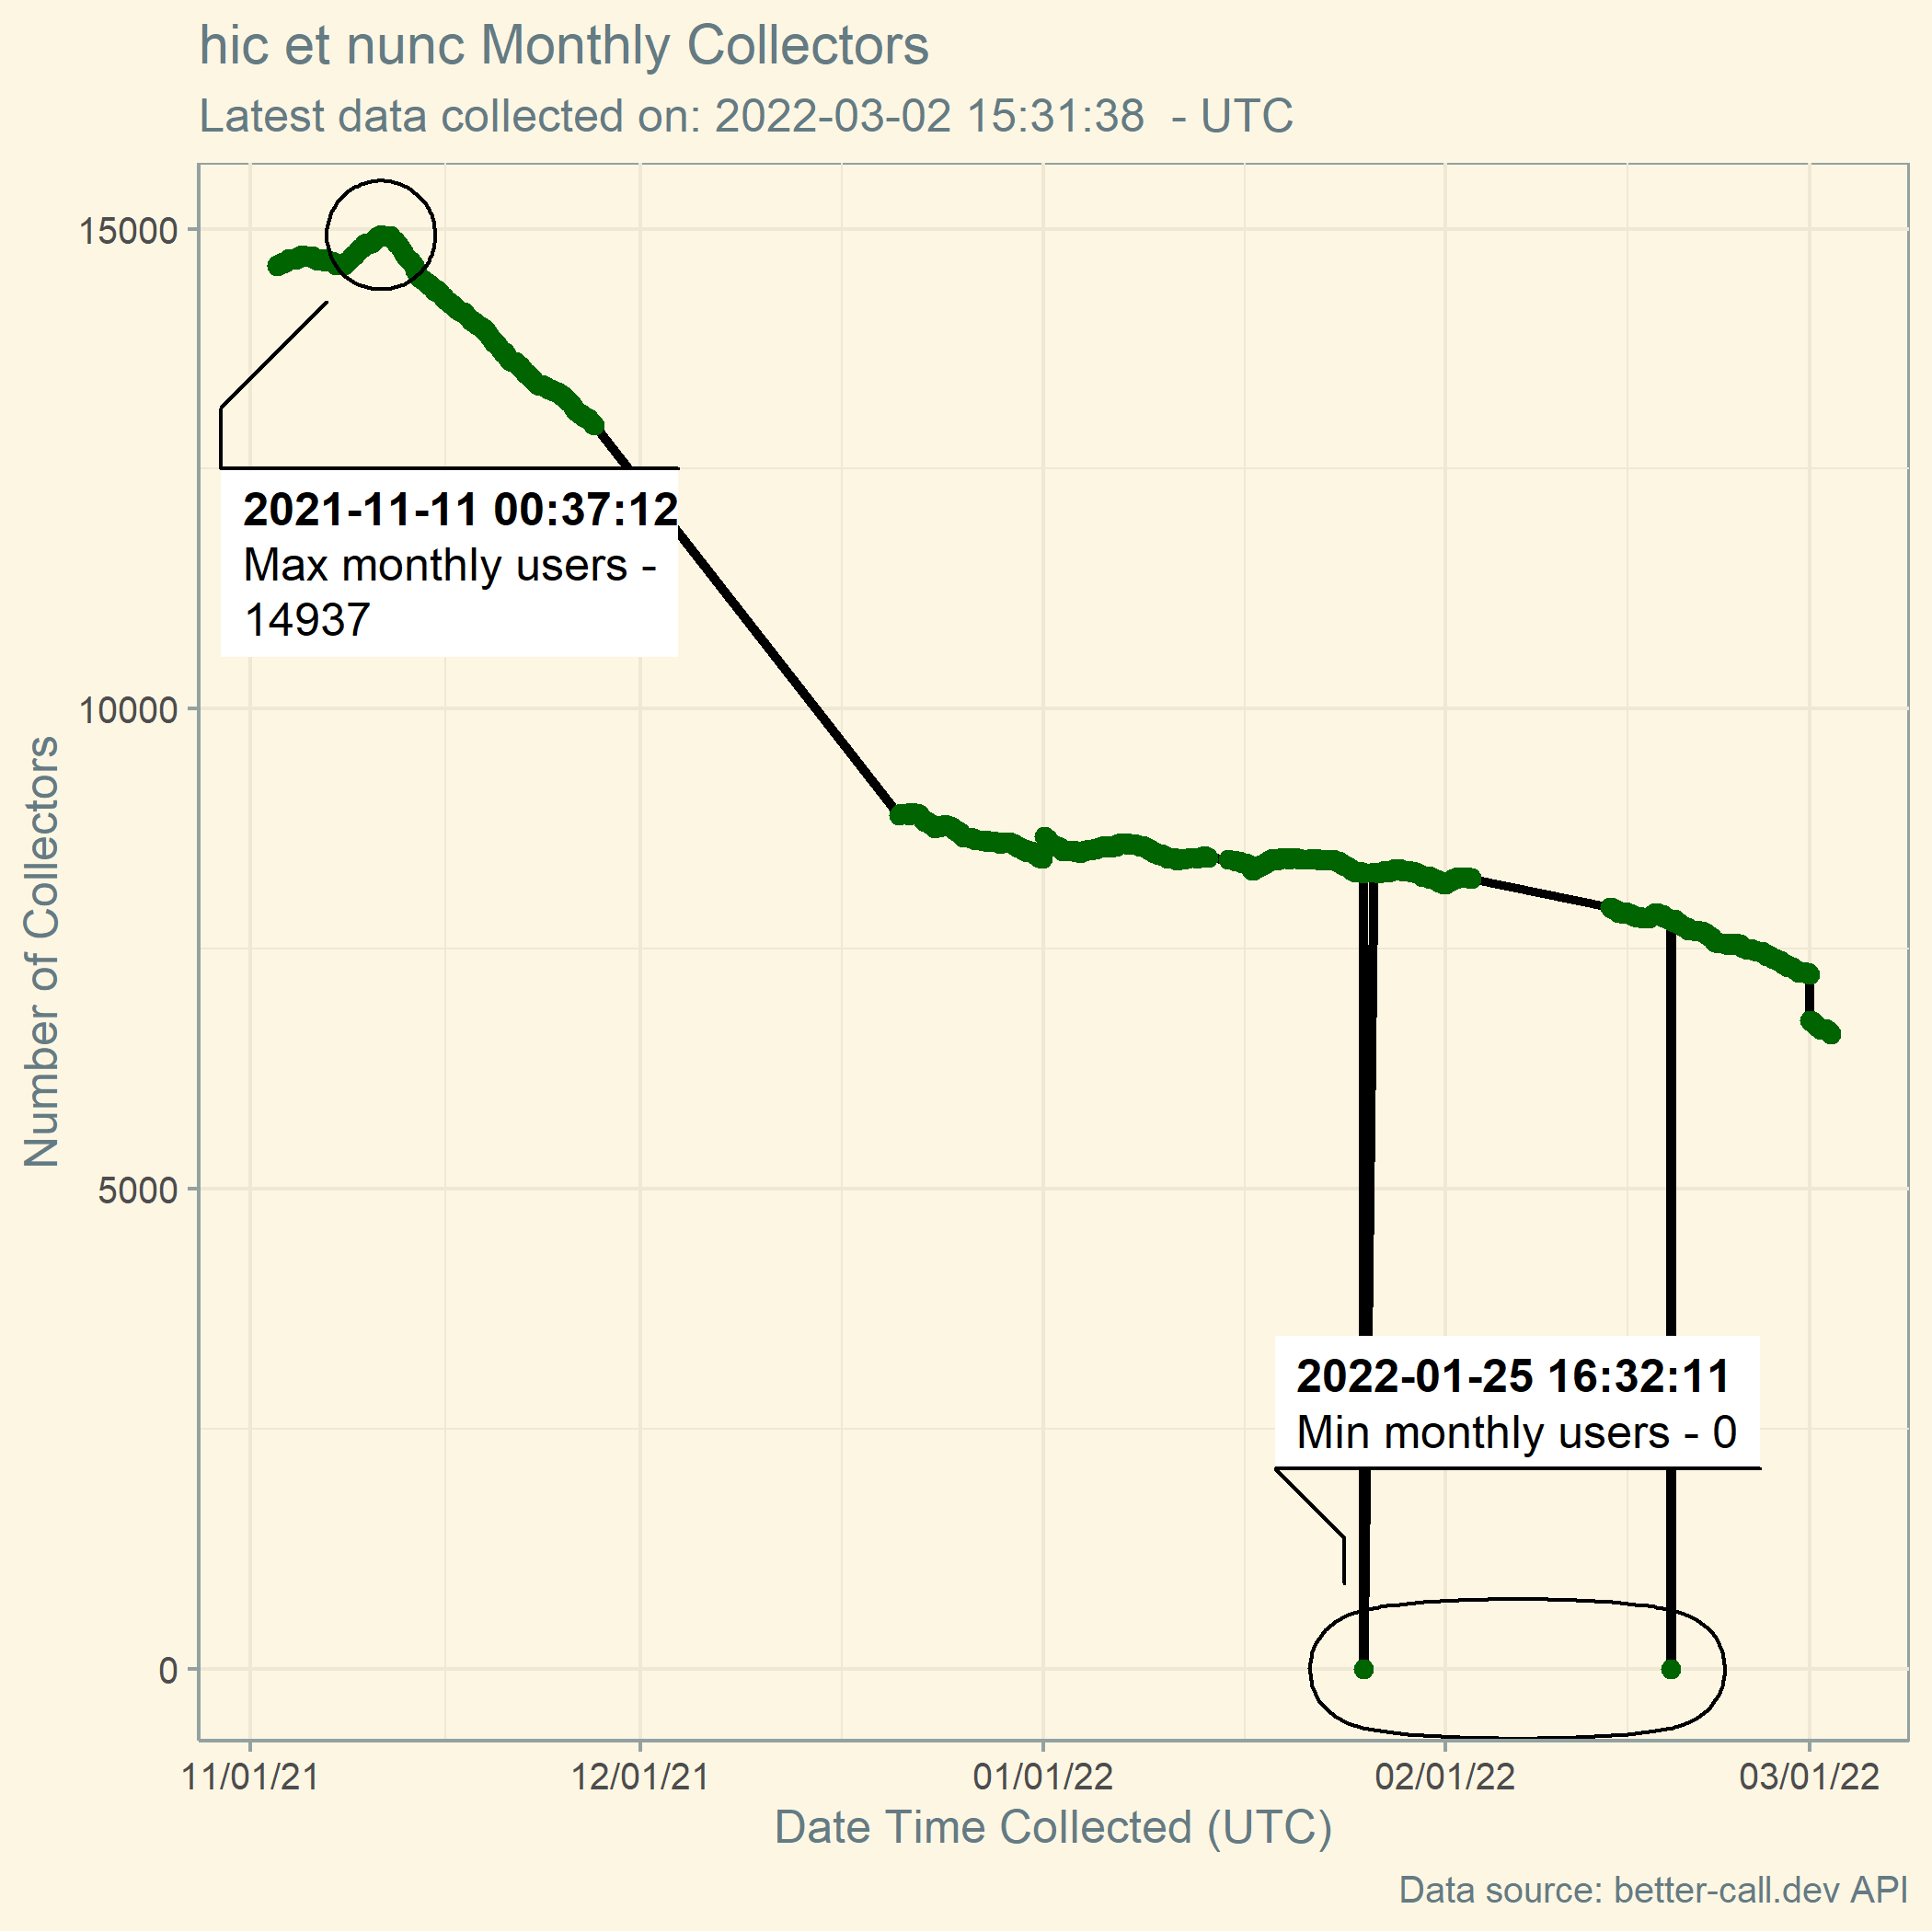 hic et nunc Monthly Collectors
Latest data collected on: 2022-03-02 15:31:38 - UTC
15000
10000
5000
0
Number of Collectors
2021-11-11 00:37:12
Max monthly users -
14937
2022-01-25 16:32:11
Min monthly users - 0
11/01/21
12/01/21
01/01/22
02/01/22
03/01/22
Date Time Collected (UTC)
Data source: better-call.dev API